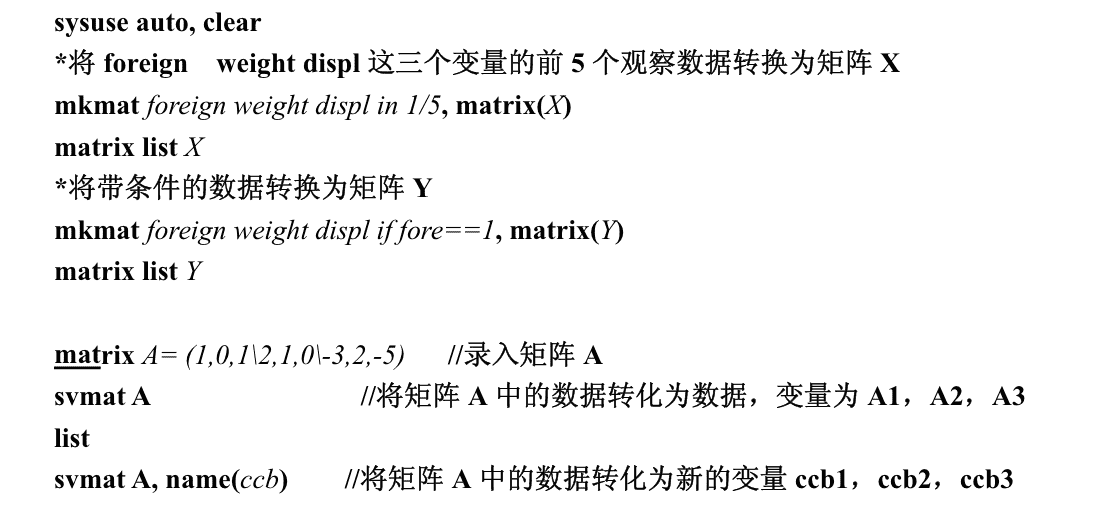 sysuse auto, clear
*将 foreign weight displ 这三个变量的前 5 个观察数据转换为矩阵 X
mkmat foreign weight displ in 1/5, matrix(X)
matrix list X
*将带条件的数据转换为矩阵 Y
mkmat foreign weight displ if fore==1, matrix(Y)
matrix list Y
matrix A= (1,0,1\2,1,0\-3,2,-5) //录入矩阵 A
svmat A //将矩阵 A 中的数据转化为数据，变量为 A1，A2，A3
list
svmat A, name(ccb) //将矩阵 A 中的数据转化为新的变量 ccb1，ccb2，ccb3